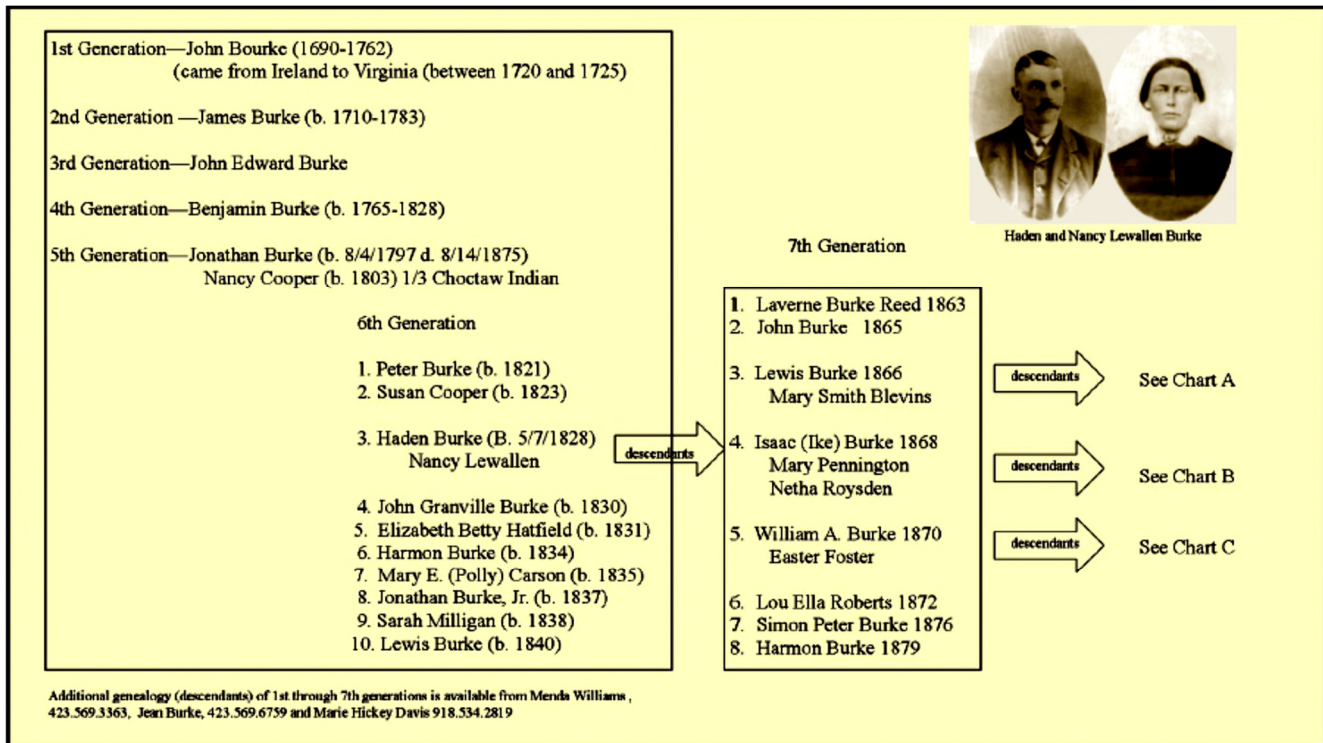 1st Generation—John Bourke (1690-1762)
(came from Ireland to Virginia (between 1720 and 1725)
2nd Generation —James Burke (b. 1710-1783)
3rd Generation—John Edward Burke
4th Generation—Benjamin Burke (b. 1765-1828)
5th Generation—Jonathan Burke (b. 8/4/1797 d. 8/14/1875)
Nancy Cooper (b. 1803) 1/3 Choctaw Indian
6th Generation
1. Peter Burke (b. 1821)
2. Susan Cooper (b. 1823)
3. Haden Burke (B. 5/7/1828)
Nancy Lewallen
descendants
4. John Granville Burke (b. 1830)
5. Elizabeth Betty Hatfield (b. 1831)
6. Harmon Burke (b. 1834)
7. Mary E. (Polly) Carson (b. 1835)
8. Jonathan Burke, Jr. (b. 1837)
9. Sarah Milligan (b. 1838)
10. Lewis Burke (b. 1840)
Haden and Nancy Lewallen Burke
7th Generation
1. Laverne Burke Reed 1863
2. John Burke 1865
3. Lewis Burke 1866
Mary Smith Blevins
descendants
See Chart A
4. Isaac (Ike) Burke 1868
Mary Pennington
Netha Roysden
descendants
See Chart B
5. William A. Burke 1870
Easter Foster
descendants
See Chart C
6. Lou Ella Roberts 1872
7. Simon Peter Burke 1876
8. Harmon Burke 1879
Additional genealogy (descendants) of 1st through 7th generations is available from Menda Williams ,
423.569.3363, Jean Burke, 423.569.6759 and Marie Hickey Davis 918.534.2819